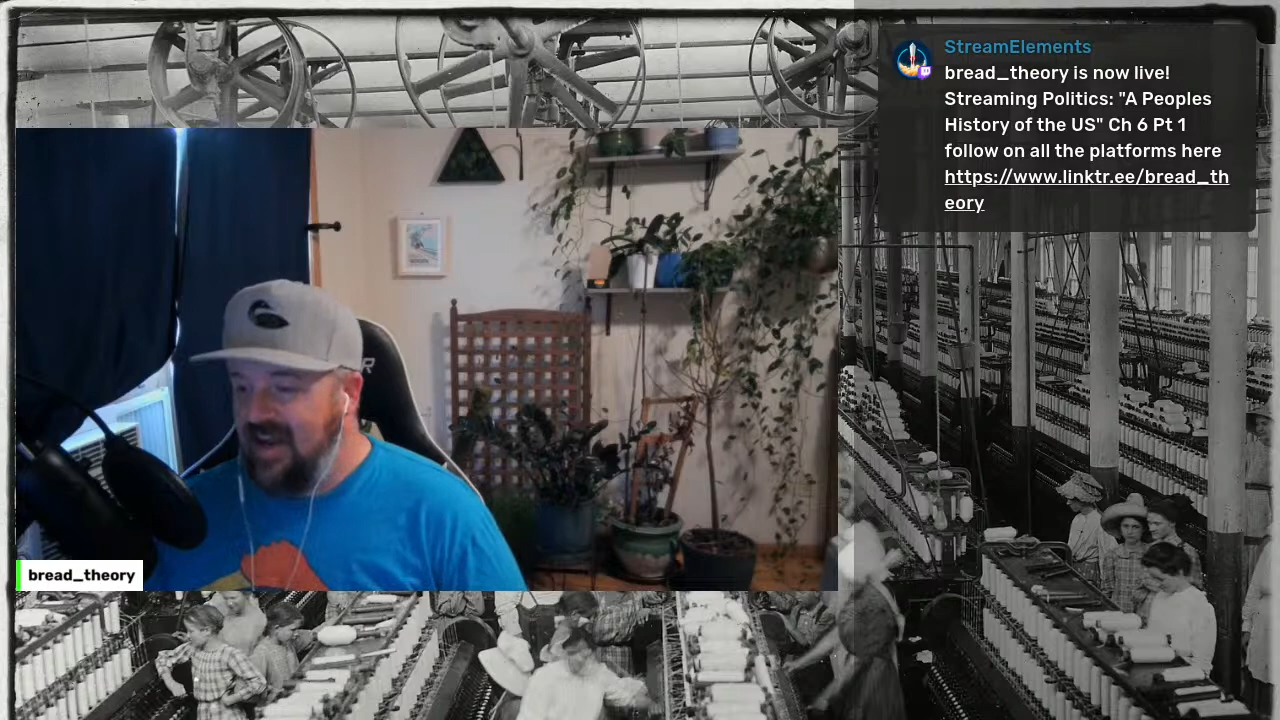 StreamElements
bread_theory is now live!
Streaming Politics: "A Peoples
History of the US" Ch 6 Pt 1
follow on all the platforms here
https://www.linktr.ee/bread_th
eory
R
bread_theory